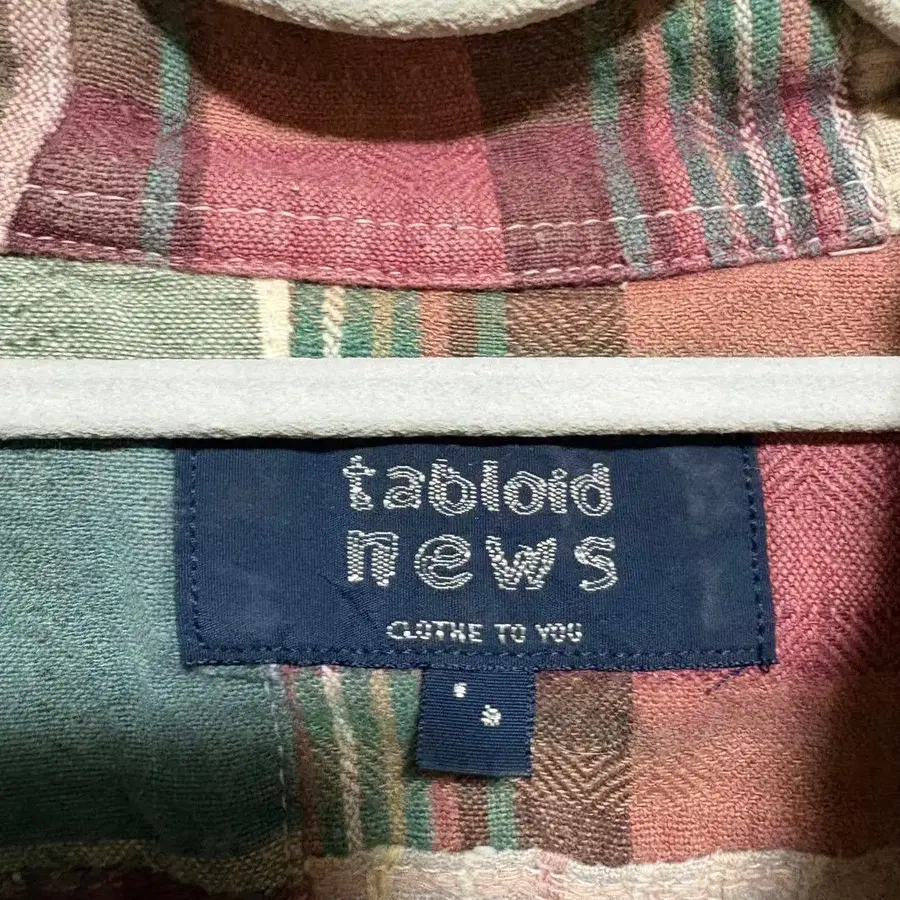 tabloid
news
CLOTHE TO YOU